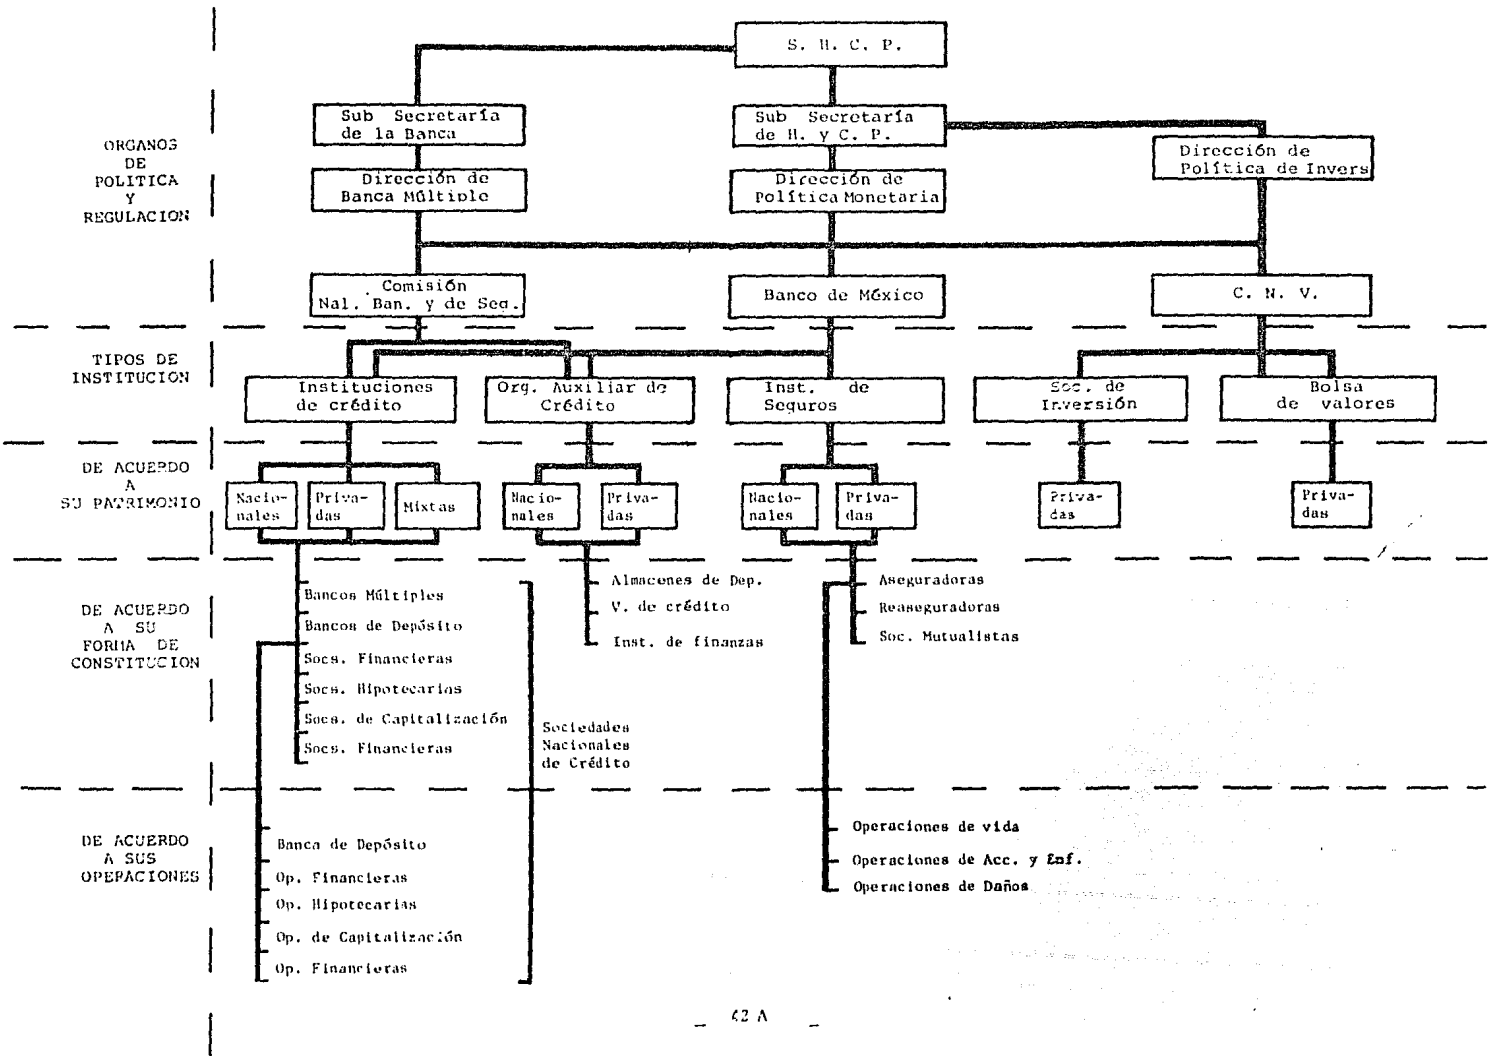 S. H. C. P.
Sub Secretaría
de la Banca
Sub Secretaría
de H. y C. P.
Dirección de
Política de Invers
Dirección de
Banca Múltiple
Dirección de
Política Monetaria
ORGANOS
DE
POLITICA
Y
REGULACION
Comisión
Nal. Ban. y de Seg.
Banco de México
C. N. V.
TIPOS DE
INSTITUCION
Instituciones
de crédito
Org. Auxiliar de
Crédito
Inst. de
Seguros
Soc. de
Inversión
Bolsa
de valores
DE ACUERDO
A
SU PATRIMONIO
Nacio-
nales
Priva-
das
Mixtas
Nacio-
nales
Priva-
das
Nacio-
nales
Priva-
das
Priva-
das
Priva-
das
DE ACUERDO
A SU
FORMA DE
CONSTITUCION
Bancos Múltiples
Bancos de Depósito
Socs. Financieras
Socs. Hipotecarias
Socs. de Capitalización
Socs. Financieras
Sociedades
Nacionales
de Crédito
Almacenes de Dep.
V. de crédito
Inst. de finanzas
Aseguradoras
Reaseguradoras
Soc. Mutualistas
DE ACUERDO
A SUS
OPERACIONES
Banca de Depósito
Op. Financieras
Op. Hipotecarias
Op. de Capitalización
Op. Financieras
Operaciones de vida
Operaciones de Acc. y Enf.
Operaciones de Daños
— 42 A —